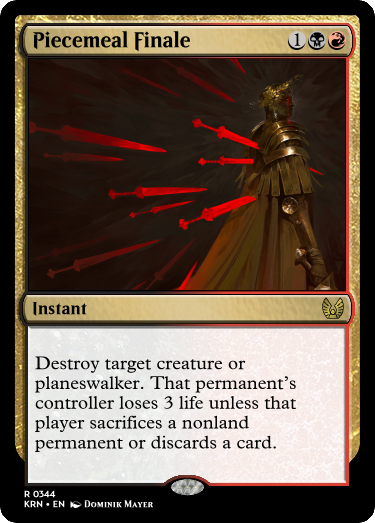 Piecemeal Finale 1
Instant
Destroy target creature or
planeswalker. That permanent's
controller loses 3 life unless that
player sacrifices a nonland
permanent or discards a card.
R 0344
KRN • EN Dominik Mayer